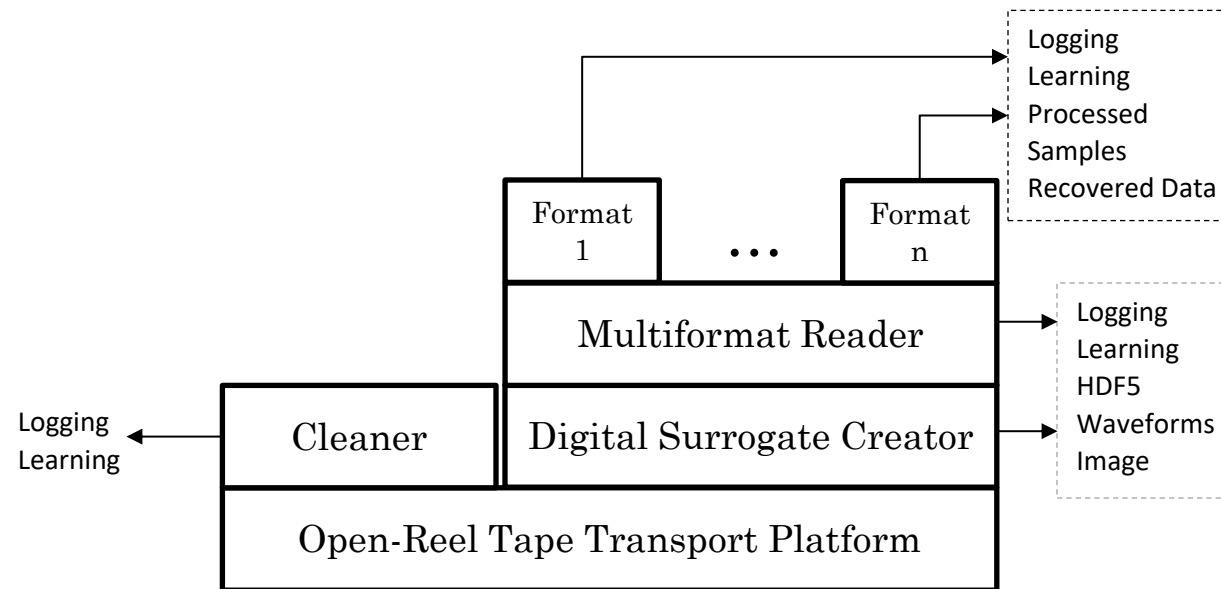 Logging
Learning
Processed
Samples
Recovered Data
Format
1
...
Format
n
Multiformat Reader
Logging
Learning
HDF5
Waveforms
Image
Logging
Learning
Cleaner
Digital Surrogate Creator
Open-Reel Tape Transport Platform